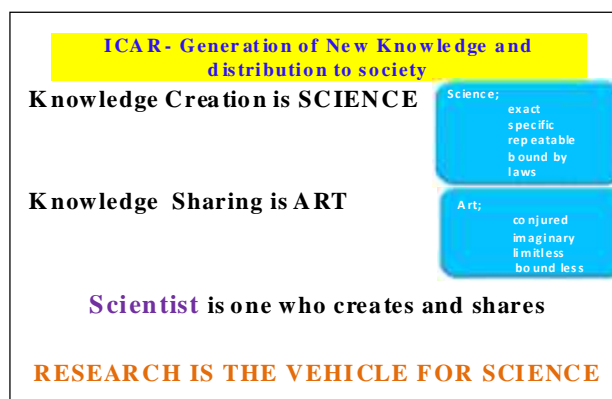 ICAR- Generation of New Knowledge and
distribution to society
Knowledge Creation is SCIENCE
Science;
exact
specific
repeatable
bound by
laws
Knowledge Sharing is ART
Art;
conjured
imaginary
limitless
bound less
Scientist is one who creates and shares
RESEARCH IS THE VEHICLE FOR SCIENCE